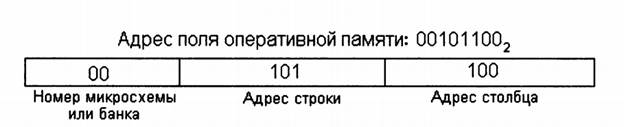 Адрес поля оперативной памяти: 00101100₂
00 101 100
Номер микросхемы или банка Адрес строки Адрес столбца